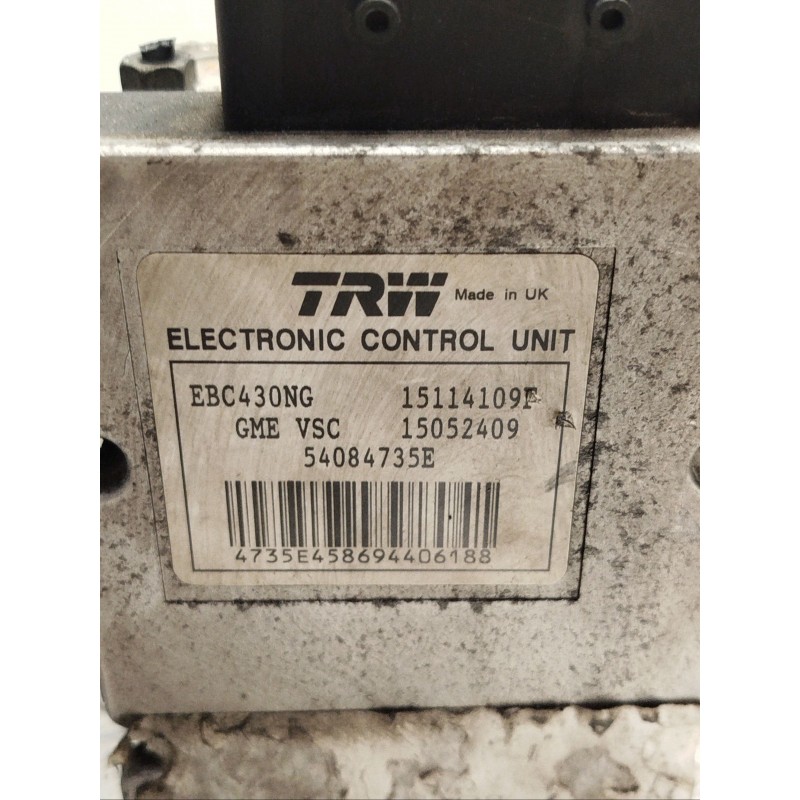 TRW Made in UK
ELECTRONIC CONTROL UNIT
EBC430NG 15114109F
GME VSC 15052409
54084735E
4735E458694406188